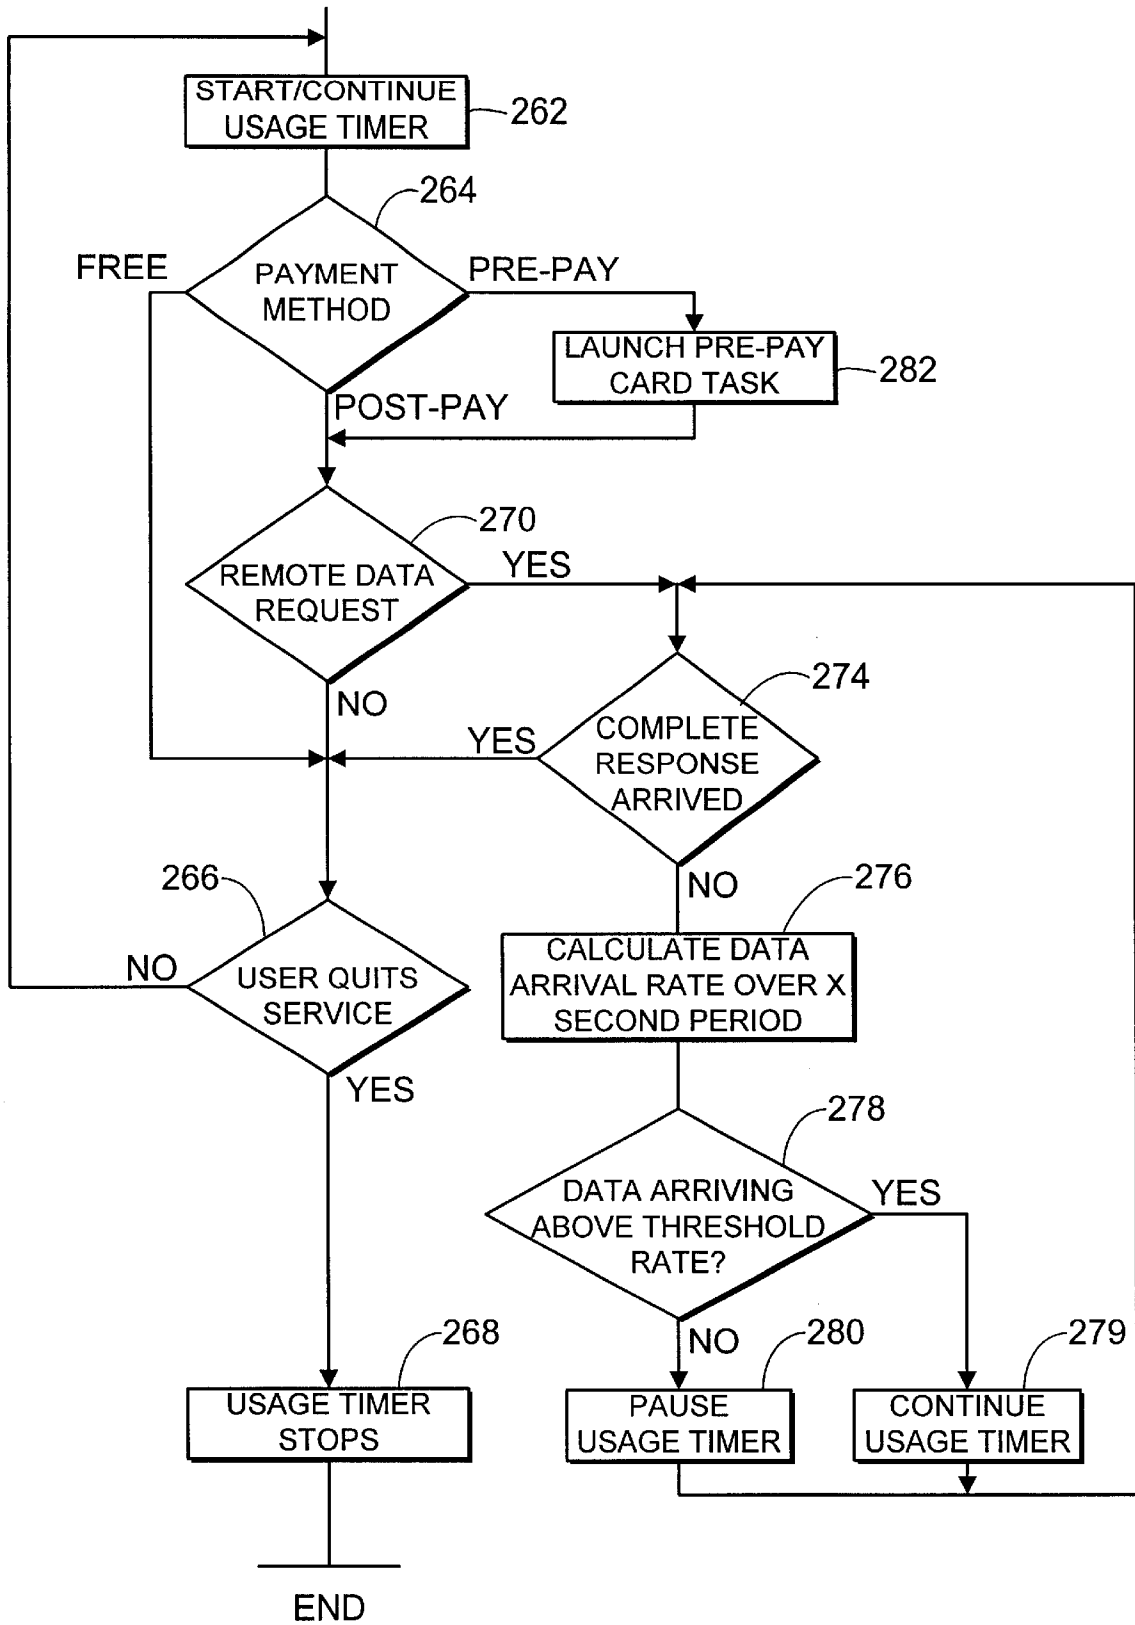 START/CONTINUE
USAGE TIMER
262
264
FREE
PAYMENT
METHOD
PRE-PAY
LAUNCH PRE-PAY
CARD TASK
282
POST-PAY
270
REMOTE DATA
REQUEST
YES
NO
274
COMPLETE
RESPONSE
ARRIVED
YES
NO
266
USER QUITS
SERVICE
NO
YES
276
CALCULATE DATA
ARRIVAL RATE OVER X
SECOND PERIOD
278
DATA ARRIVING
ABOVE THRESHOLD
RATE?
YES
NO
268
USAGE TIMER
STOPS
280
PAUSE
USAGE TIMER
279
CONTINUE
USAGE TIMER
END